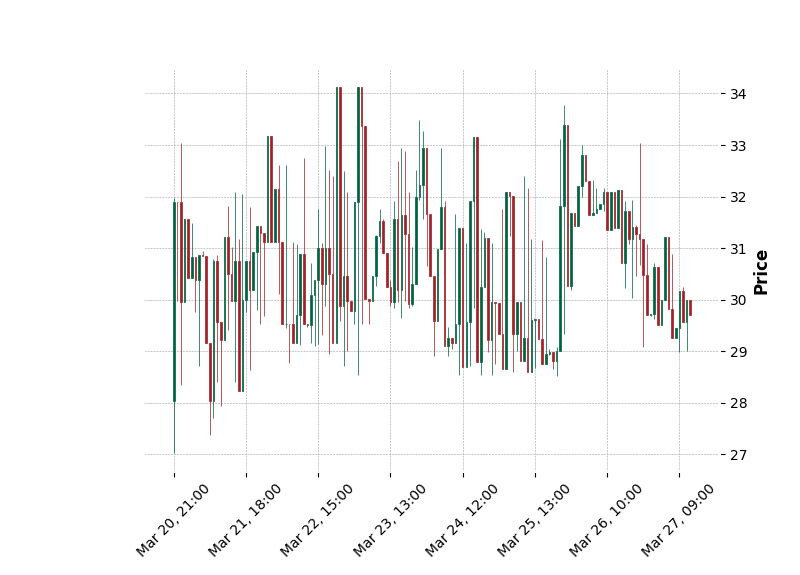 34
33
32
31
30
29
28
27
Price
Mar 20, 21:00
Mar 21, 18:00
Mar 22, 15:00
Mar 23, 13:00
Mar 24, 12:00
Mar 25, 13:00
Mar 26, 10:00
Mar 27, 09:00